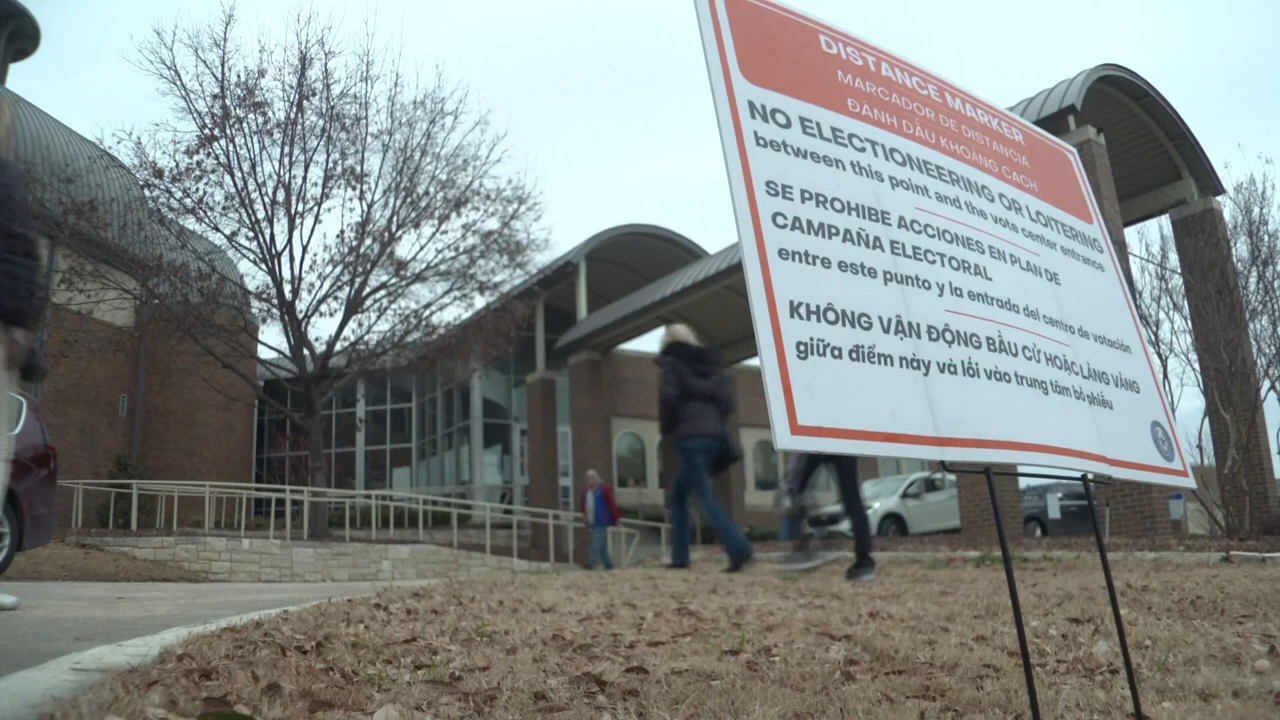 DISTANCE MARKER
MARCADOR DE DISTANCIA
ĐÁNH DẤU KHOẢNG CÁCH
NO ELECTIONEERING OR LOITERING
between this point and the vote center entrance
SE PROHIBE ACCIONES EN PLAN DE
CAMPAÑA ELECTORAL
entre este punto y la entrada del centro de votación
KHÔNG VẬN ĐỘNG BẦU CỬ HOẶC LẢNG VẢNG
giữa điểm này và lối vào trung tâm bỏ phiếu